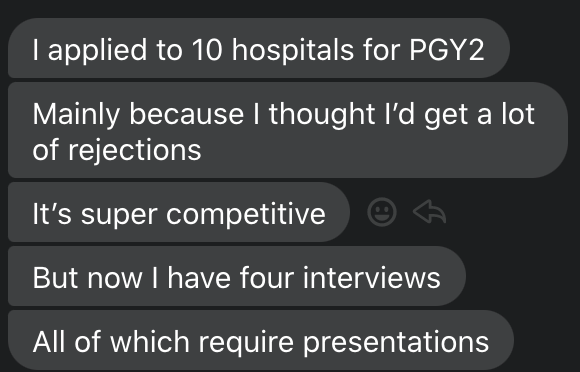 I applied to 10 hospitals for PGY2
Mainly because I thought I’d get a lot
of rejections
It’s super competitive
But now I have four interviews
All of which require presentations